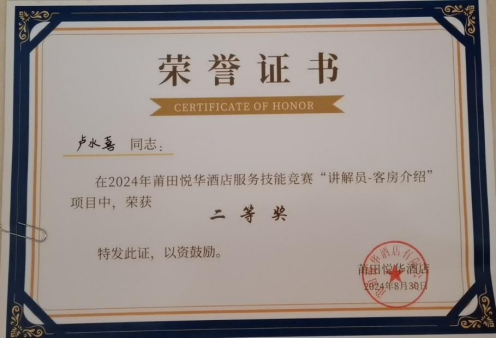 荣誉证书
CERTIFICATE OF HONOR
卢水喜 同志：
在2024年莆田悦华酒店服务技能竞赛“讲解员-客房介绍”
项目中，荣获
二等奖
特发此证，以资鼓励。
莆田悦华酒店
2024年8月30日